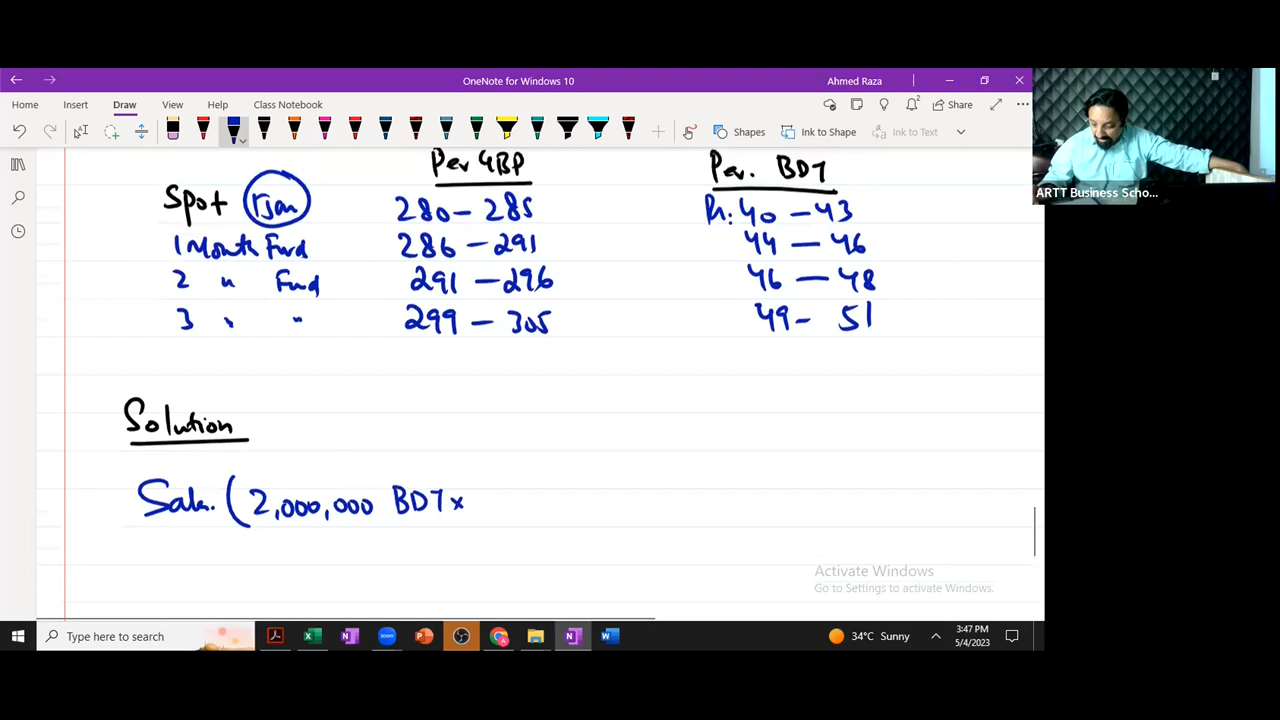 OneNote for Windows 10
Ahmed Raza
Home Insert Draw View Help Class Notebook
Share
Shapes Ink to Shape Ink to Text
Per GBP Per. BDT
Spot 1 Jan 280 – 285 40 – 43
1 Month Fwd 286 – 291 44 – 46
2 " Fwd 291 – 296 46 – 48
3 " " 299 – 305 49 – 51
Solution
Sales. (2,000,000 BDT x
ARTT Business Scho...
Activate Windows
Go to Settings to activate Windows.
Type here to search
34°C Sunny
3:47 PM
5/4/2023